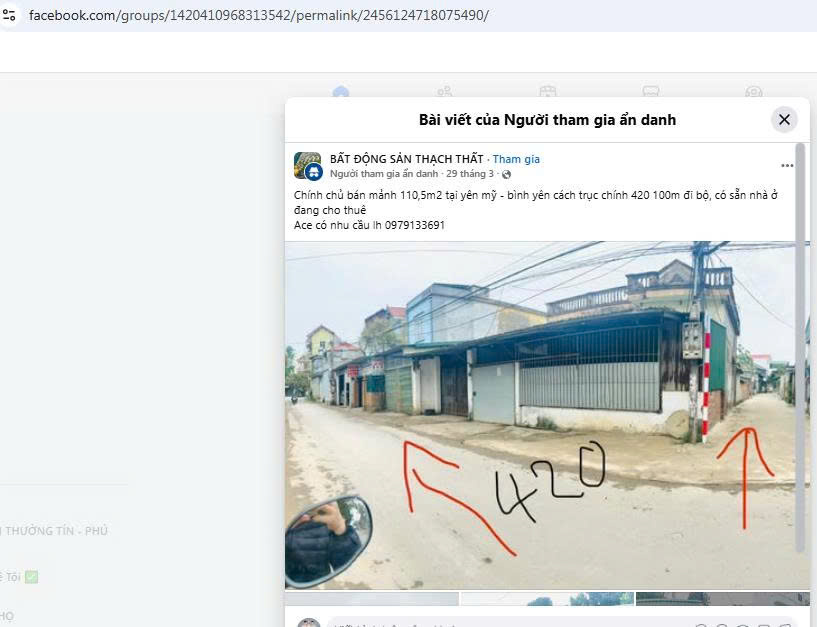 facebook.com/groups/1420410968313542/permalink/2456124718075490/
Bài viết của Người tham gia ẩn danh
BẤT ĐỘNG SẢN THẠCH THẤT · Tham gia
Người tham gia ẩn danh · 29 tháng 3 ·
Chính chủ bán mảnh 110,5m2 tại yên mỹ - bình yên cách trục chính 420 100m đi bộ, có sẵn nhà ở
đang cho thuê
Ace có nhu cầu lh 0979133691
420
THƯỜNG TÍN - PHÚ
Tôi ✅
HỌ